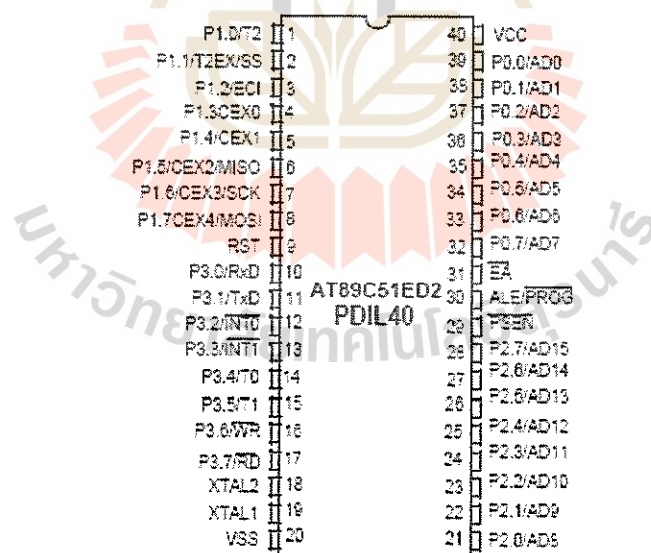 P1.0/T2 1 40 VCC
P1.1/T2EX/SS 2 39 P0.0/AD0
P1.2/ECI 3 38 P0.1/AD1
P1.3CEX0 4 37 P0.2/AD2
P1.4/CEX1 5 36 P0.3/AD3
P1.5/CEX2/MISO 6 35 P0.4/AD4
P1.6/CEX3/SCK 7 34 P0.5/AD5
P1.7CEX4/MOSI 8 33 P0.6/AD6
RST 9 32 P0.7/AD7
P3.0/RxD 10 31 EA
P3.1/TxD 11 AT89C51ED2 30 ALE/PROG
P3.2/INT0 12 PDIL40 29 PSEN
P3.3/INT1 13 28 P2.7/AD15
P3.4/T0 14 27 P2.6/AD14
P3.5/T1 15 26 P2.5/AD13
P3.6/WR 16 25 P2.4/AD12
P3.7/RD 17 24 P2.3/AD11
XTAL2 18 23 P2.2/AD10
XTAL1 19 22 P2.1/AD9
VSS 20 21 P2.0/AD8